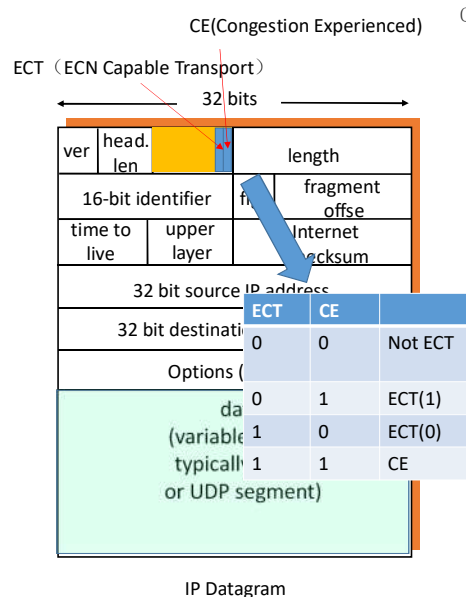 CE(Congestion Experienced)
ECT（ECN Capable Transport）
32 bits
ver
head.
len
length
16-bit identifier
fragment
offse
time to
live
upper
layer
Internet
32 bit source IP address
32 bit
Options (
ECT CE
0 0 Not ECT
0 1 ECT(1)
1 0 ECT(0)
1 1 CE
(variable
typically
or UDP segment)
IP Datagram